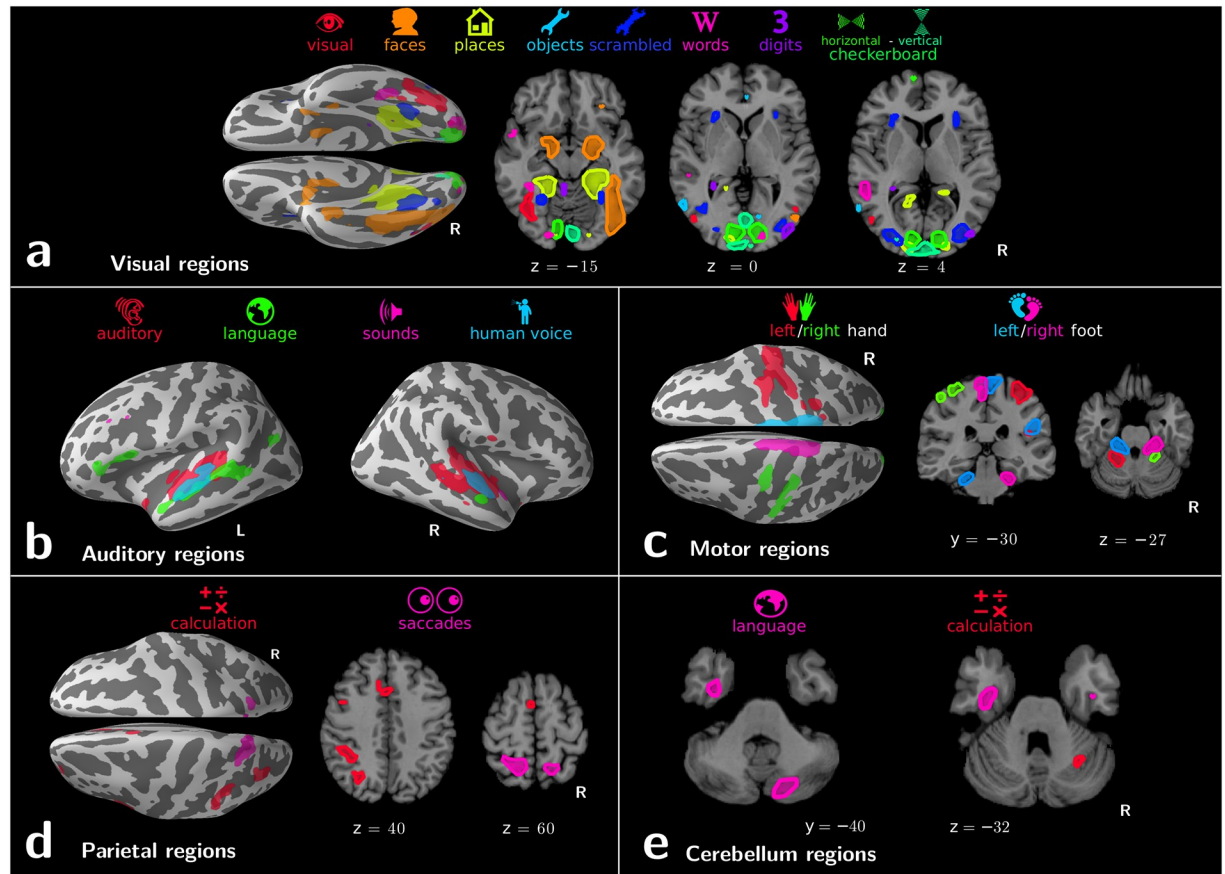 W 3
visual faces places objects scrambled words digits horizontal - vertical
checkerboard
R
a Visual regions
z = −15 z = 0 z = 4
R
auditory language sounds human voice
L R
b Auditory regions
left/right hand left/right foot
R
R
y = −30 z = −27
c Motor regions
+ ÷
− ×
calculation saccades
R
R
z = 40 z = 60
d Parietal regions
+ ÷
− ×
language calculation
R
y = −40 z = −32
e Cerebellum regions